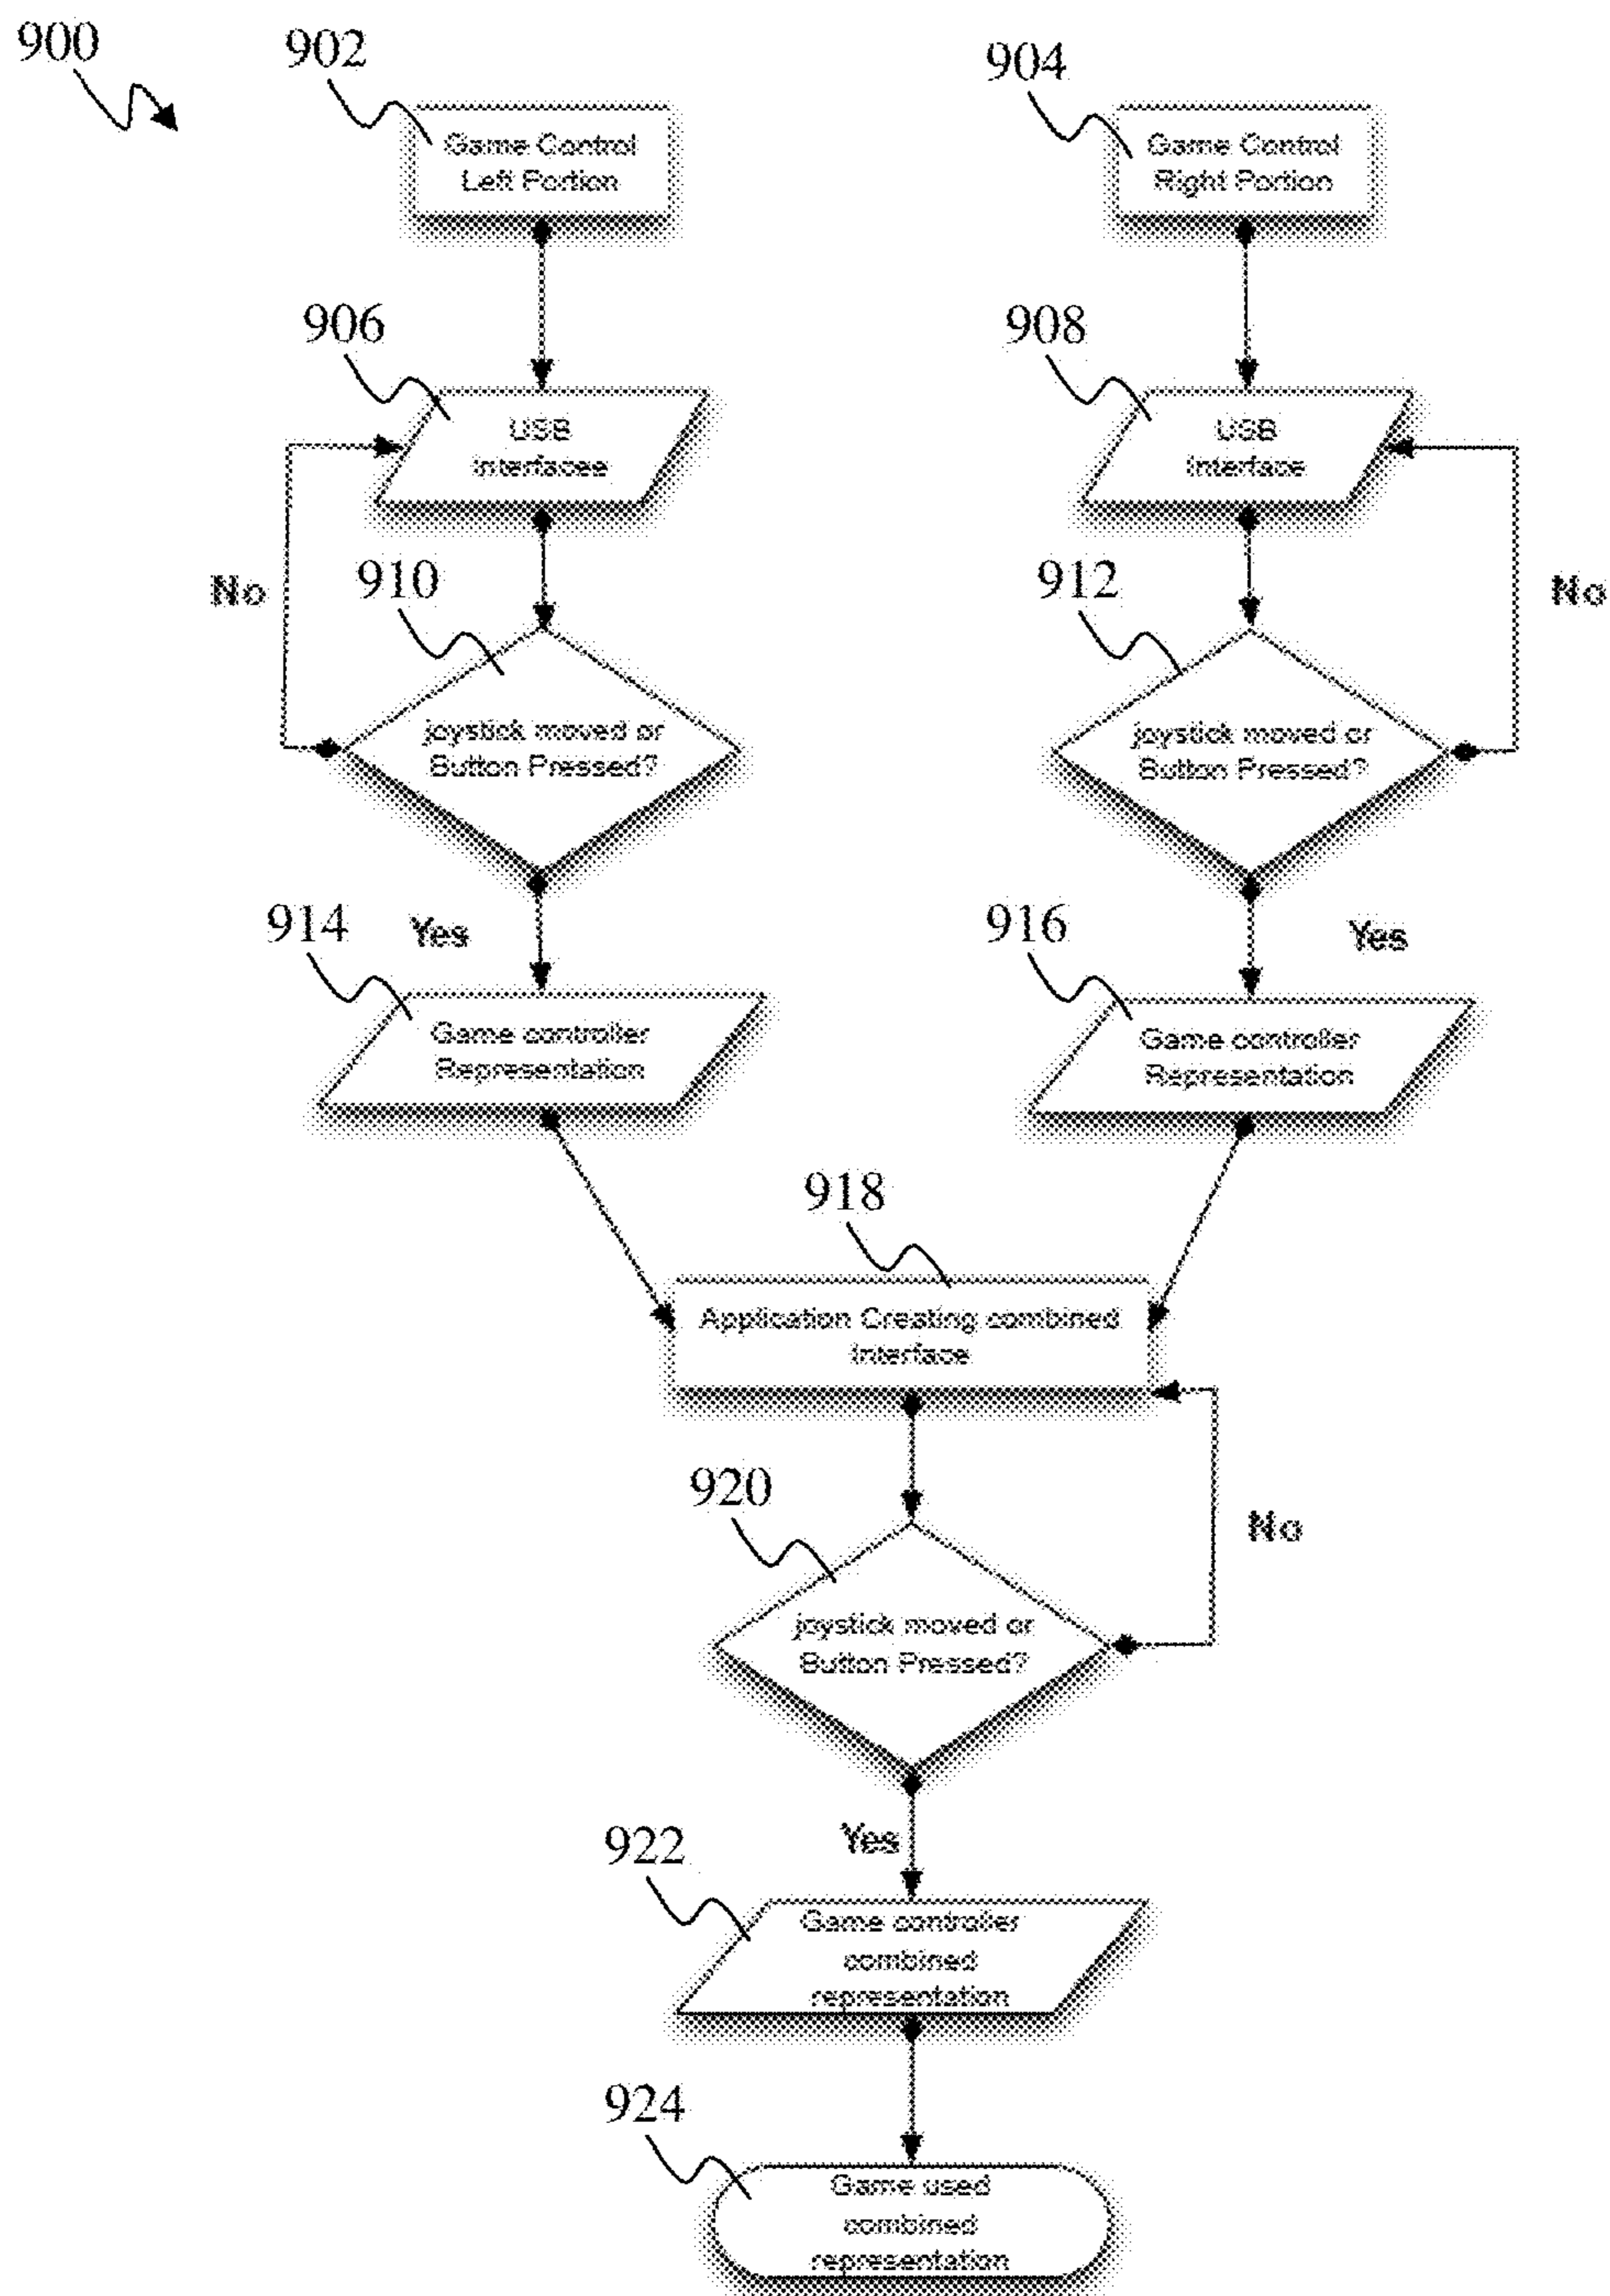 900
902
904
Game Control
Left Portion
Game Control
Right Portion
906
908
USB
Interfacee
USB
Interface
No
910
912
No
joystick moved or
Button Pressed?
joystick moved or
Button Pressed?
914
Yes
916
Yes
Game controller
Representation
Game controller
Representation
918
Application Creating combined
Interface
920
No
joystick moved or
Button Pressed?
922
Yes
Game controller
combined
representation
924
Game used
combined
representation